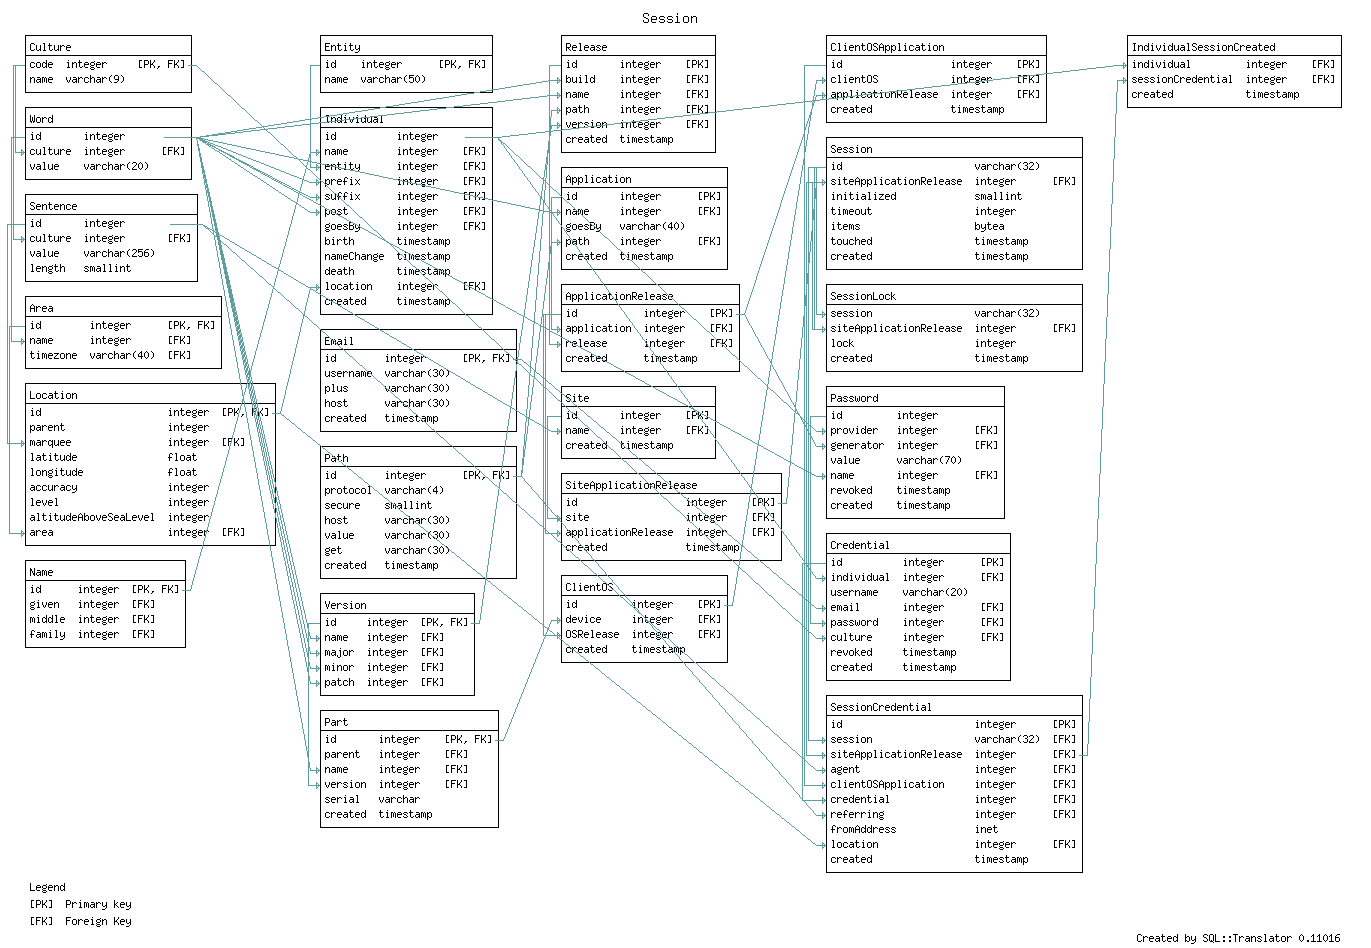 Session
Culture
code integer [PK, FK]
name varchar(9)
Word
id integer
culture integer [FK]
value varchar(20)
Sentence
id integer
culture integer [FK]
value varchar(256)
length smallint
Area
id integer [PK, FK]
name integer [FK]
timezone varchar(40) [FK]
Location
id integer [PK, FK]
parent integer
marquee integer [FK]
latitude float
longitude float
accuracy integer
level integer
altitudeAboveSeaLevel integer
area integer [FK]
Name
id integer [PK, FK]
given integer [FK]
middle integer [FK]
family integer [FK]
Entity
id integer [PK, FK]
name varchar(50)
Individual
id integer
name integer [FK]
entity integer [FK]
prefix integer [FK]
suffix integer [FK]
post integer [FK]
goesBy integer [FK]
birth timestamp
nameChange timestamp
death timestamp
location integer [FK]
created timestamp
Email
id integer [PK, FK]
username varchar(30)
plus varchar(30)
host varchar(30)
created timestamp
Path
id integer [PK, FK]
protocol varchar(4)
secure smallint
host varchar(30)
value varchar(30)
get varchar(30)
created timestamp
Version
id integer [PK, FK]
name integer [FK]
major integer [FK]
minor integer [FK]
patch integer [FK]
Part
id integer [PK, FK]
parent integer [FK]
name integer [FK]
version integer [FK]
serial varchar
created timestamp
Release
id integer [PK]
build integer [FK]
name integer [FK]
path integer [FK]
version integer [FK]
created timestamp
Application
id integer [PK]
name integer [FK]
goesBy varchar(40)
path integer [FK]
created timestamp
ApplicationRelease
id integer [PK]
application integer [FK]
release integer [FK]
created timestamp
Site
id integer [PK]
name integer [FK]
created timestamp
SiteApplicationRelease
id integer [PK]
site integer [FK]
applicationRelease integer [FK]
created timestamp
ClientOS
id integer [PK]
device integer [FK]
OSRelease integer [FK]
created timestamp
ClientOSApplication
id integer [PK]
clientOS integer [FK]
applicationRelease integer [FK]
created timestamp
Session
id varchar(32)
siteApplicationRelease integer [FK]
initialized smallint
timeout integer
items bytea
touched timestamp
created timestamp
SessionLock
session varchar(32)
siteApplicationRelease integer [FK]
lock integer
created timestamp
Password
id integer
provider integer [FK]
generator integer [FK]
value varchar(70)
name integer [FK]
revoked timestamp
created timestamp
Credential
id integer [PK]
individual integer [FK]
username varchar(20)
email integer [FK]
password integer [FK]
culture integer [FK]
revoked timestamp
created timestamp
SessionCredential
id integer [PK]
session varchar(32) [FK]
siteApplicationRelease integer [FK]
agent integer [FK]
clientOSApplication integer [FK]
credential integer [FK]
referring integer [FK]
fromAddress inet
location integer [FK]
created timestamp
IndividualSessionCreated
individual integer [FK]
sessionCredential integer [FK]
created timestamp
Legend
[PK] Primary key
[FK] Foreign Key
Created by SQL::Translator 0.11016